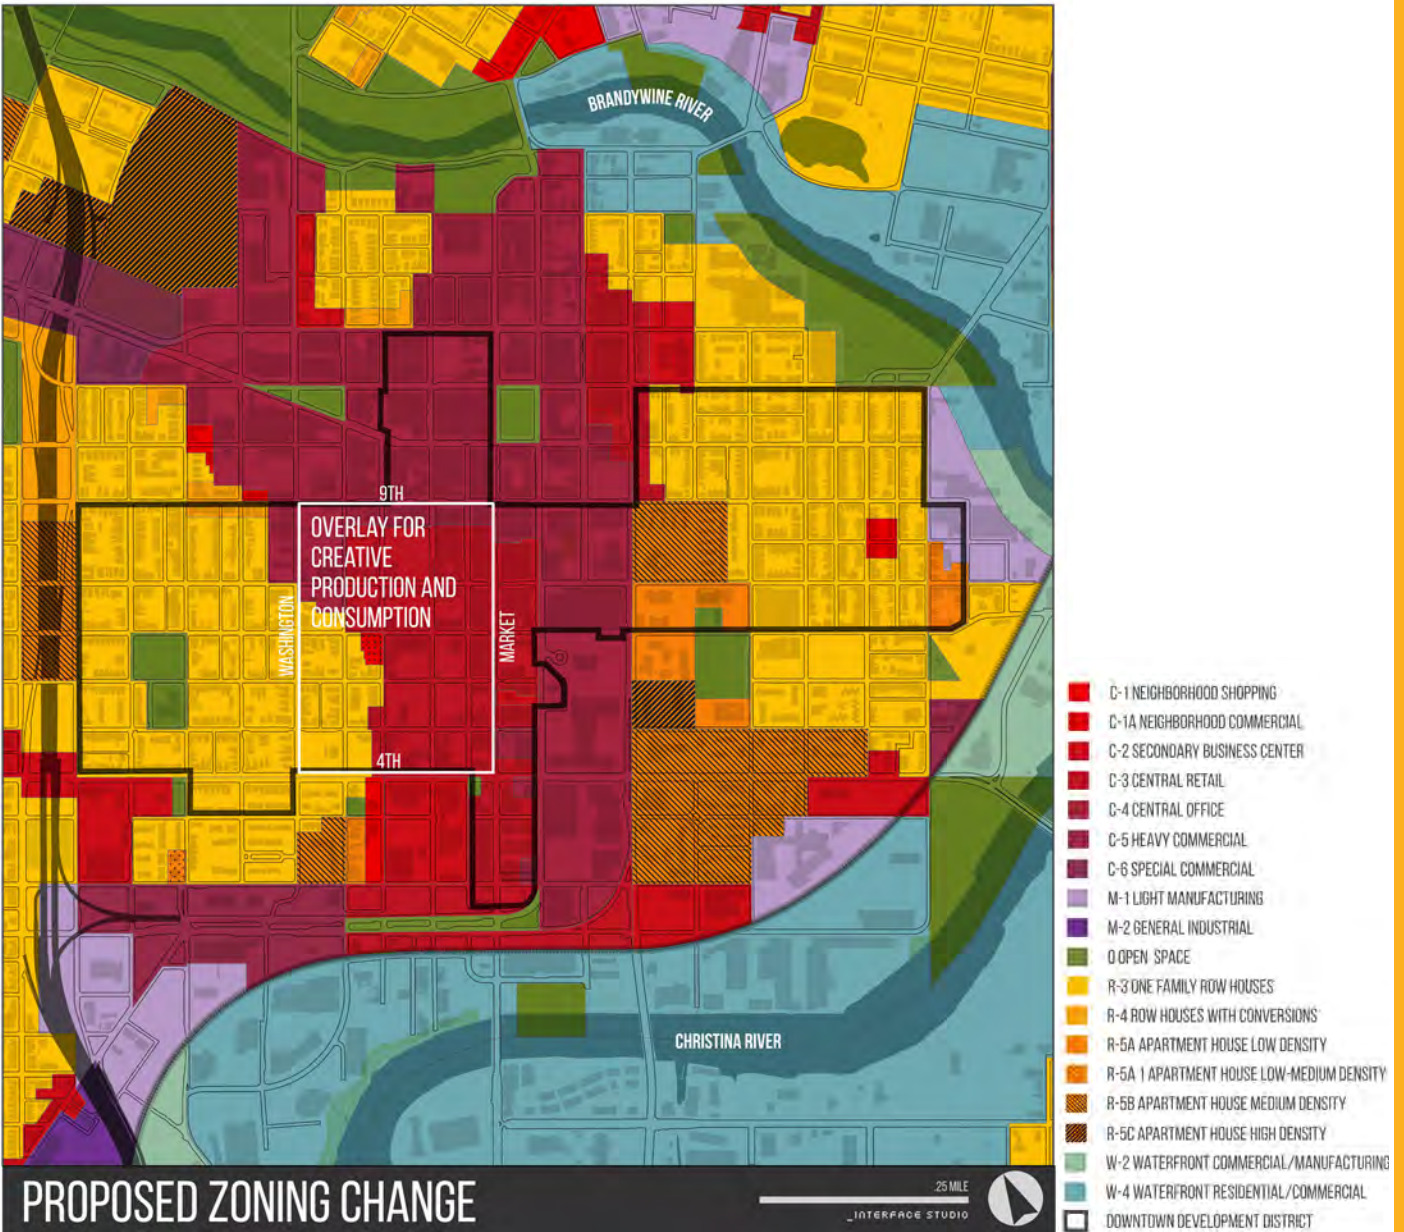 BRANDYWINE RIVER
9TH
OVERLAY FOR
CREATIVE
PRODUCTION AND
CONSUMPTION
WASHINGTON
MARKET
4TH
CHRISTINA RIVER
C-1 NEIGHBORHOOD SHOPPING
C-1A NEIGHBORHOOD COMMERCIAL
C-2 SECONDARY BUSINESS CENTER
C-3 CENTRAL RETAIL
C-4 CENTRAL OFFICE
C-5 HEAVY COMMERCIAL
C-6 SPECIAL COMMERCIAL
M-1 LIGHT MANUFACTURING
M-2 GENERAL INDUSTRIAL
O OPEN SPACE
R-3 ONE FAMILY ROW HOUSES
R-4 ROW HOUSES WITH CONVERSIONS
R-5A APARTMENT HOUSE LOW DENSITY
R-5A 1 APARTMENT HOUSE LOW-MEDIUM DENSITY
R-5B APARTMENT HOUSE MEDIUM DENSITY
R-5C APARTMENT HOUSE HIGH DENSITY
W-2 WATERFRONT COMMERCIAL/MANUFACTURING
W-4 WATERFRONT RESIDENTIAL/COMMERCIAL
DOWNTOWN DEVELOPMENT DISTRICT
PROPOSED ZONING CHANGE
.25 MILE
_INTERFACE STUDIO